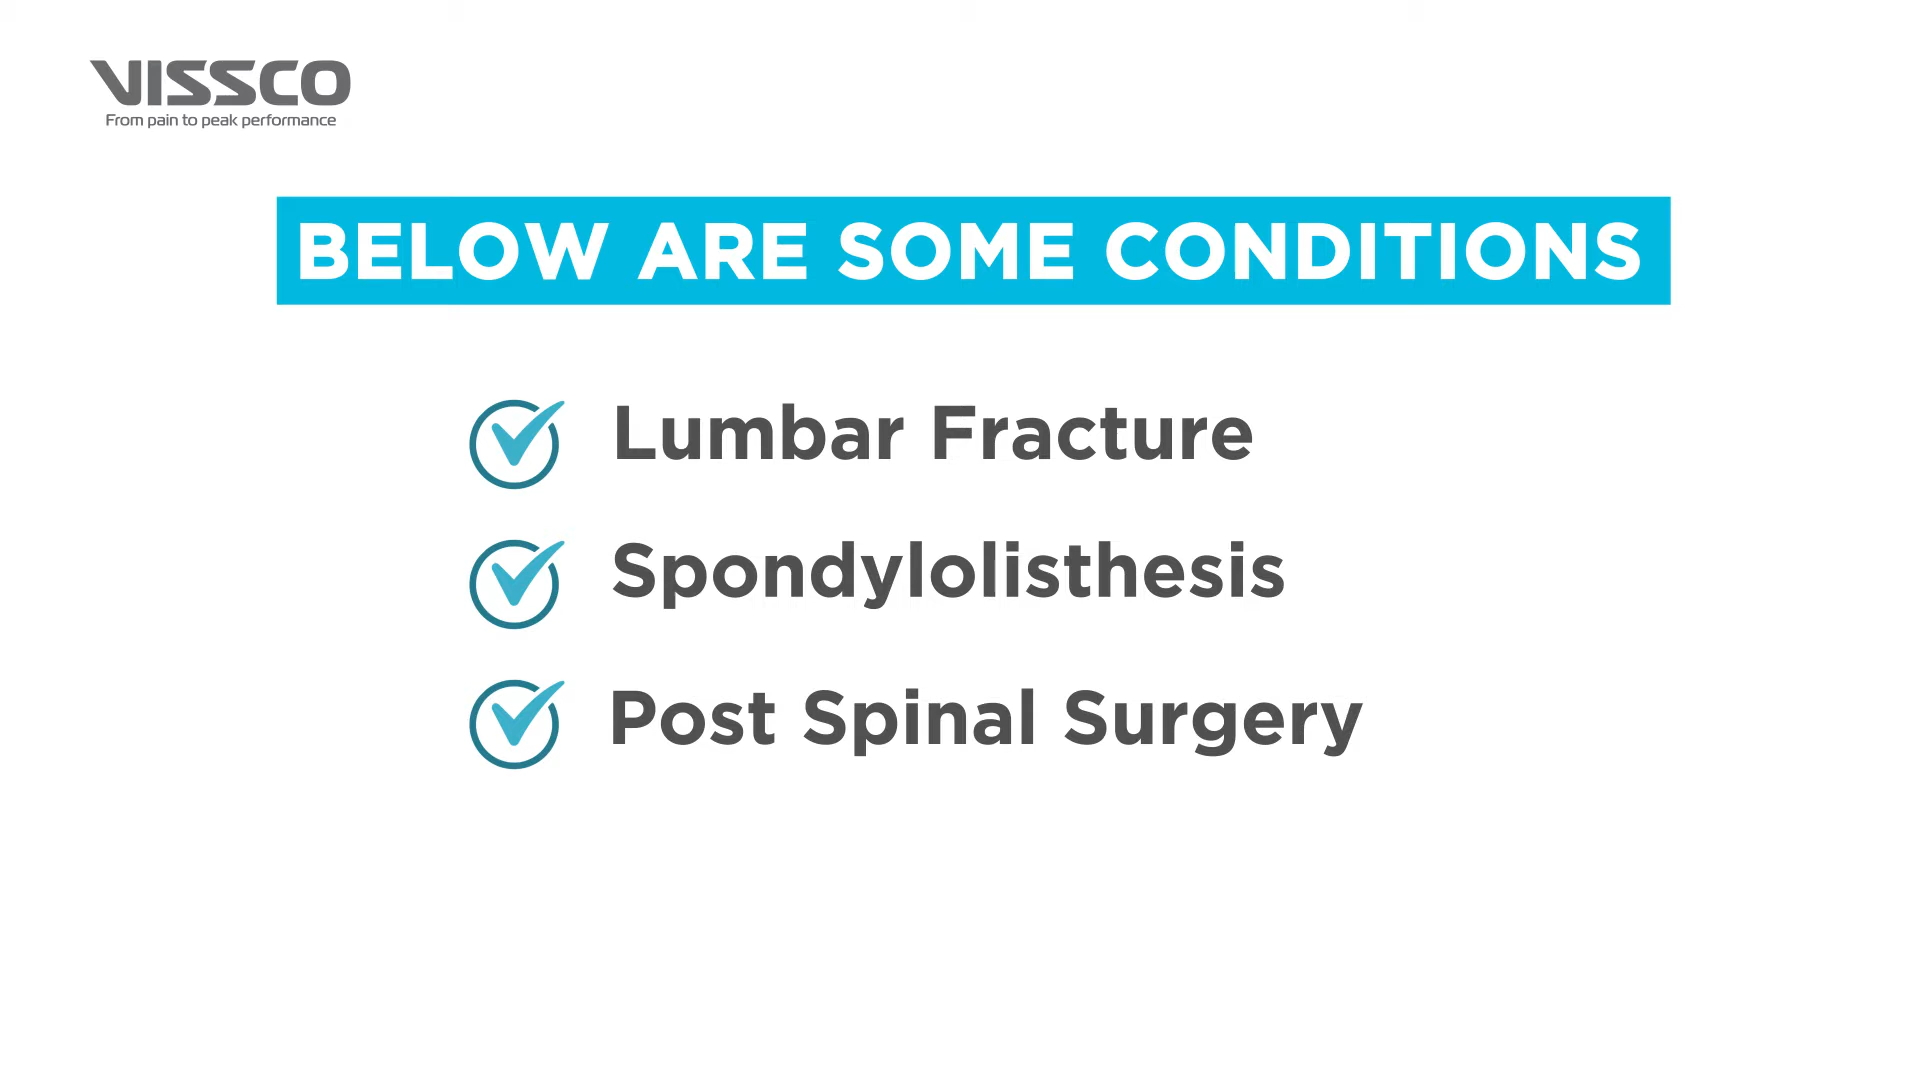 VISSCO
From pain to peak performance
BELOW ARE SOME CONDITIONS
Lumbar Fracture
Spondylolisthesis
Post Spinal Surgery